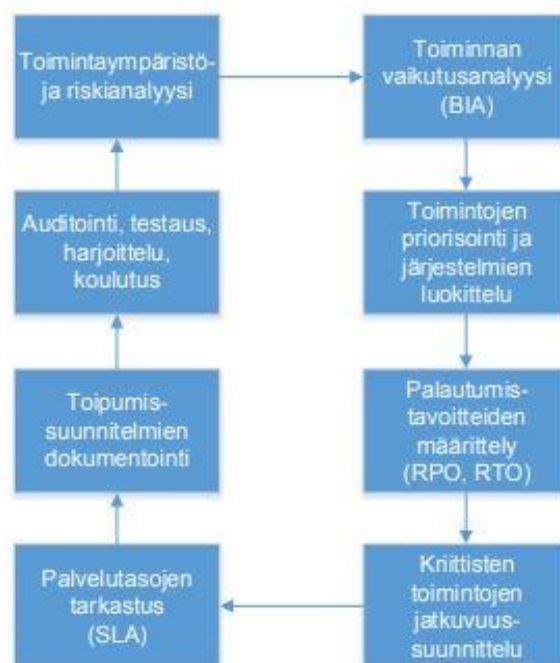 Toimintaympäristö-
ja riskianalyysi
Toiminnan
vaikutusanalyysi
(BIA)
Auditointi, testaus,
harjoittelu,
koulutus
Toimintojen
priorisointi ja
järjestelmien
luokittelu
Toipumis-
suunnitelmien
dokumentointi
Palautumis-
tavoitteiden
määrittely
(RPO, RTO)
Palvelutasojen
tarkastus
(SLA)
Kriittisten
toimintojen
jatkuvuus-
suunnittelu